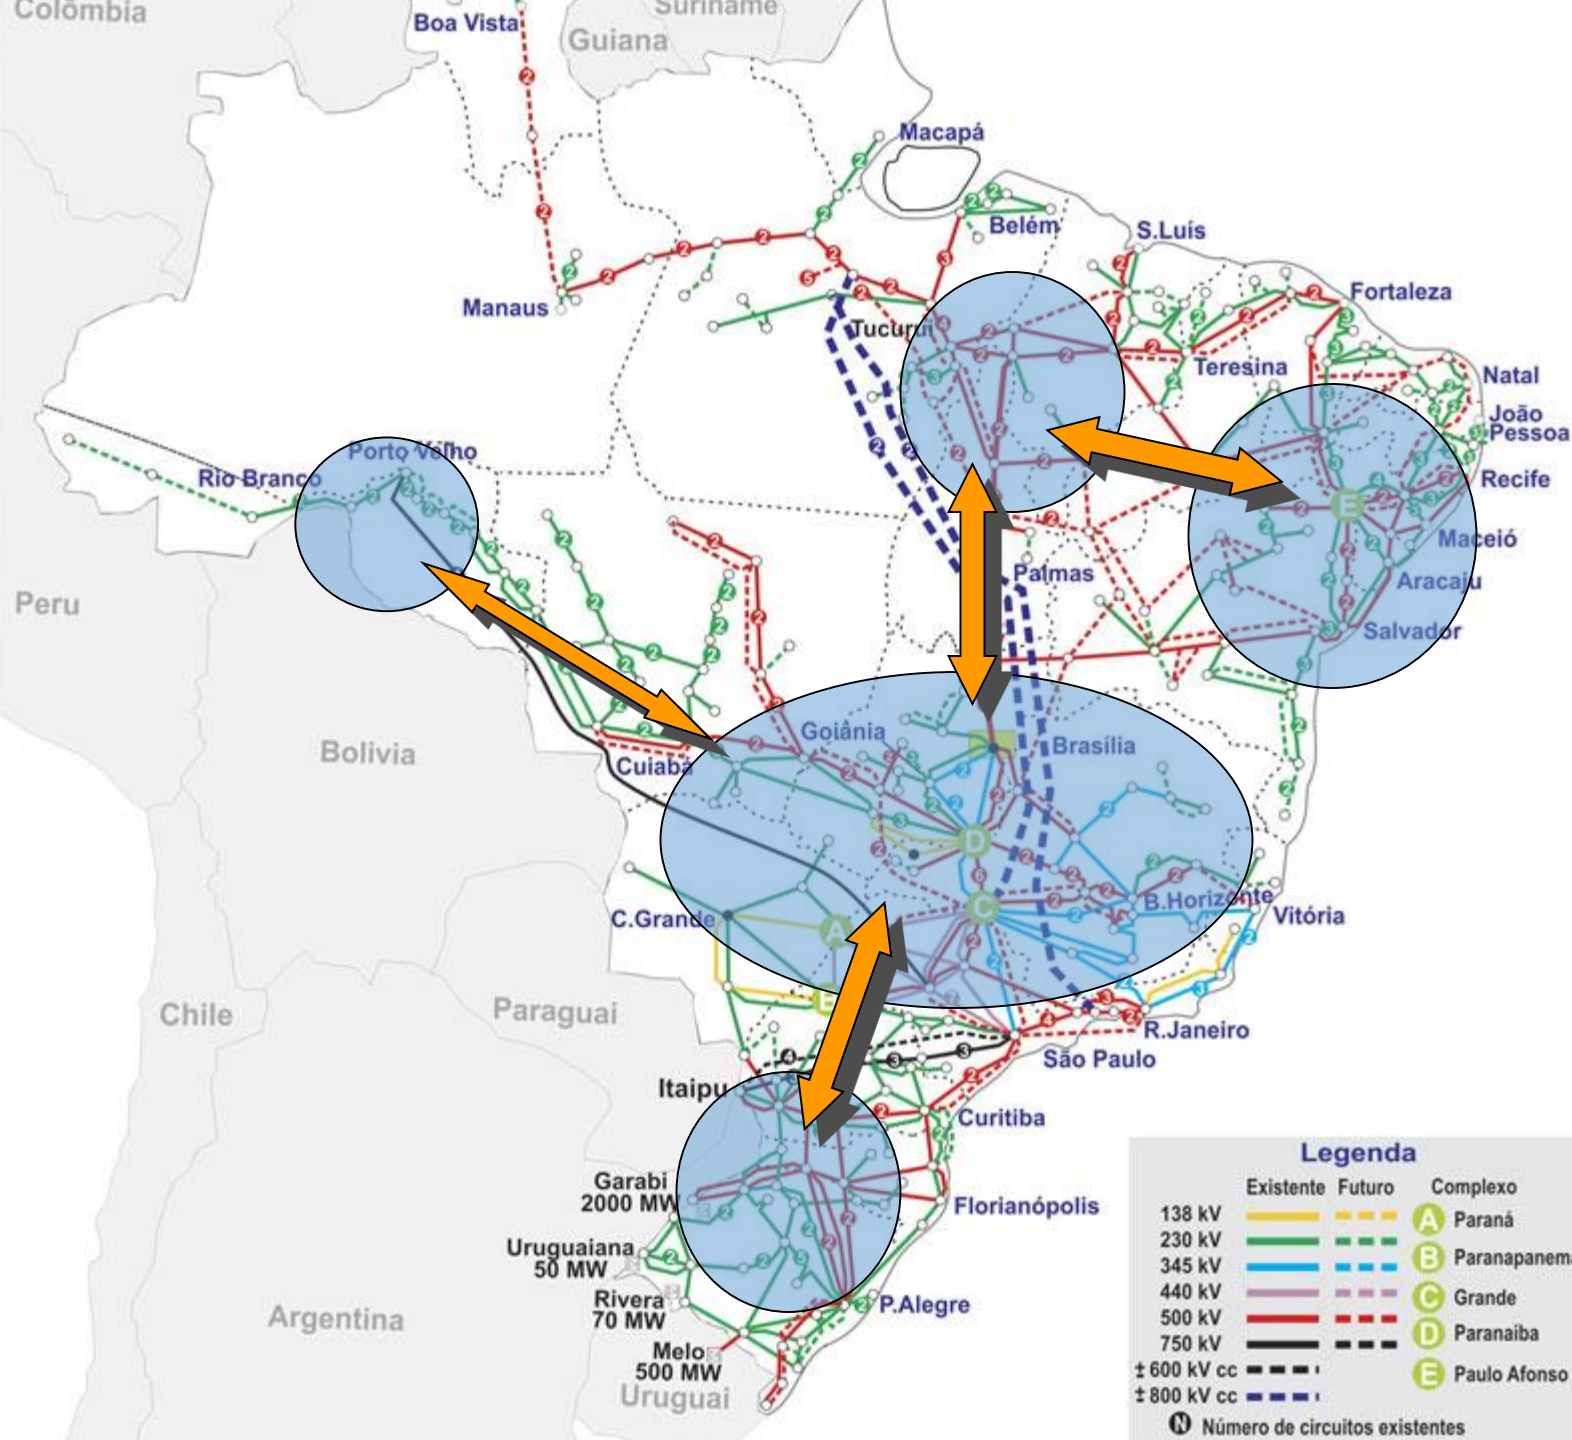 Colômbia
Boa Vista
Suriname
Guiana
Macapá
Belém
S.Luís
Manaus
Fortaleza
Tucuruí
Teresina
Natal
João
Pessoa
Porto Velho
Rio Branco
Recife
E
Maceió
Palmas
Aracaju
Peru
Salvador
Goiânia
Brasília
Bolivia
Cuiabá
D
C
B.Horizonte
C.Grande
A
Vitória
B
Chile
Paraguai
R.Janeiro
São Paulo
Itaipu
Curitiba
Garabi
2000 MW
Florianópolis
Uruguaiana
50 MW
Rivera
70 MW
P.Alegre
Argentina
Melo
500 MW
Uruguai
Legenda
Existente Futuro Complexo
138 kV A Paraná
230 kV
345 kV B Paranapanema
440 kV C Grande
500 kV
750 kV D Paranaíba
± 600 kV cc E Paulo Afonso
± 800 kV cc
N Número de circuitos existentes